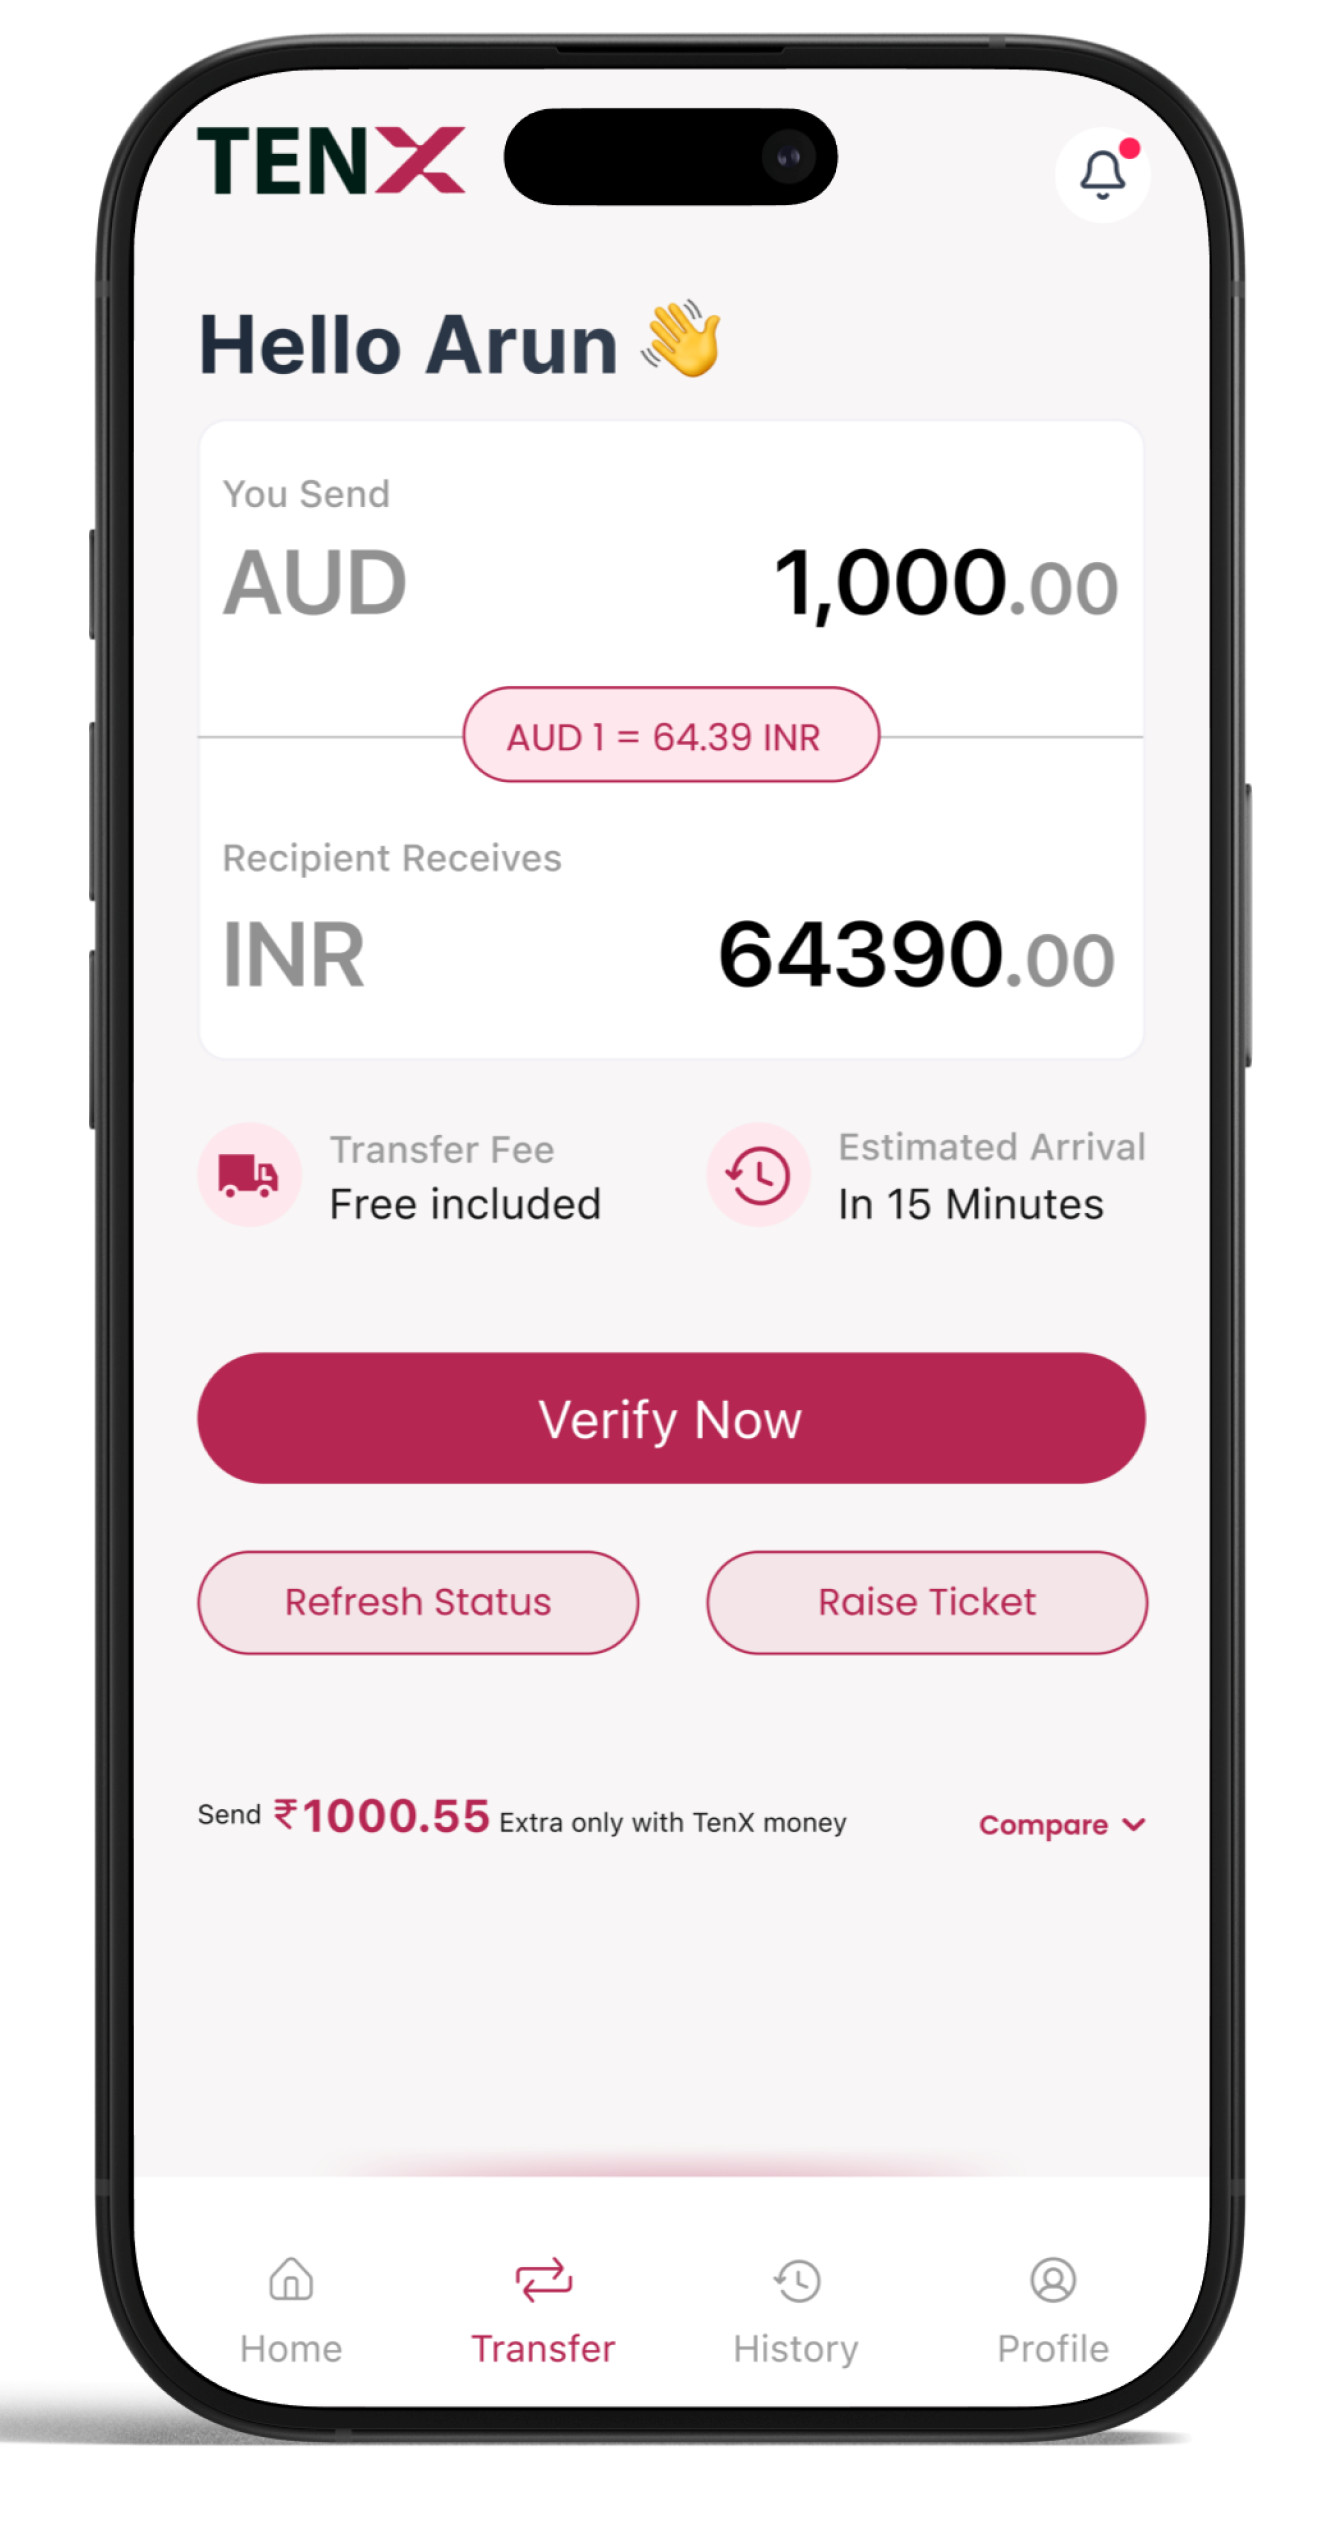 TENX
Hello Arun 👋
You Send
AUD 1,000.00
AUD 1 = 64.39 INR
Recipient Receives
INR 64390.00
Transfer Fee
Free included
Estimated Arrival
In 15 Minutes
Verify Now
Refresh Status
Raise Ticket
Send ₹1000.55 Extra only with TenX money
Compare
Home
Transfer
History
Profile